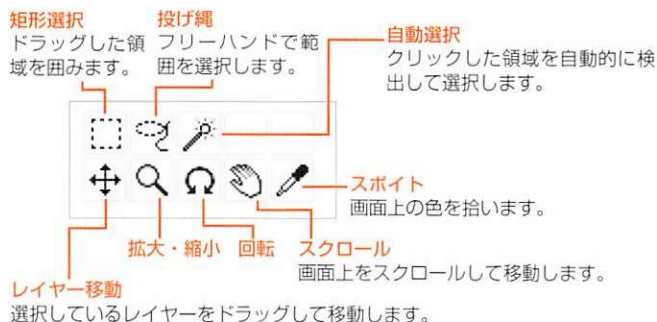 矩形選択
ドラッグした領
域を囲みます。
投げ縄
フリーハンドで範
囲を選択します。
自動選択
クリックした領域を自動的に検
出して選択します。
スポイト
画面上の色を拾います。
拡大・縮小
回転
スクロール
画面上をスクロールして移動します。
レイヤー移動
選択しているレイヤーをドラッグして移動します。